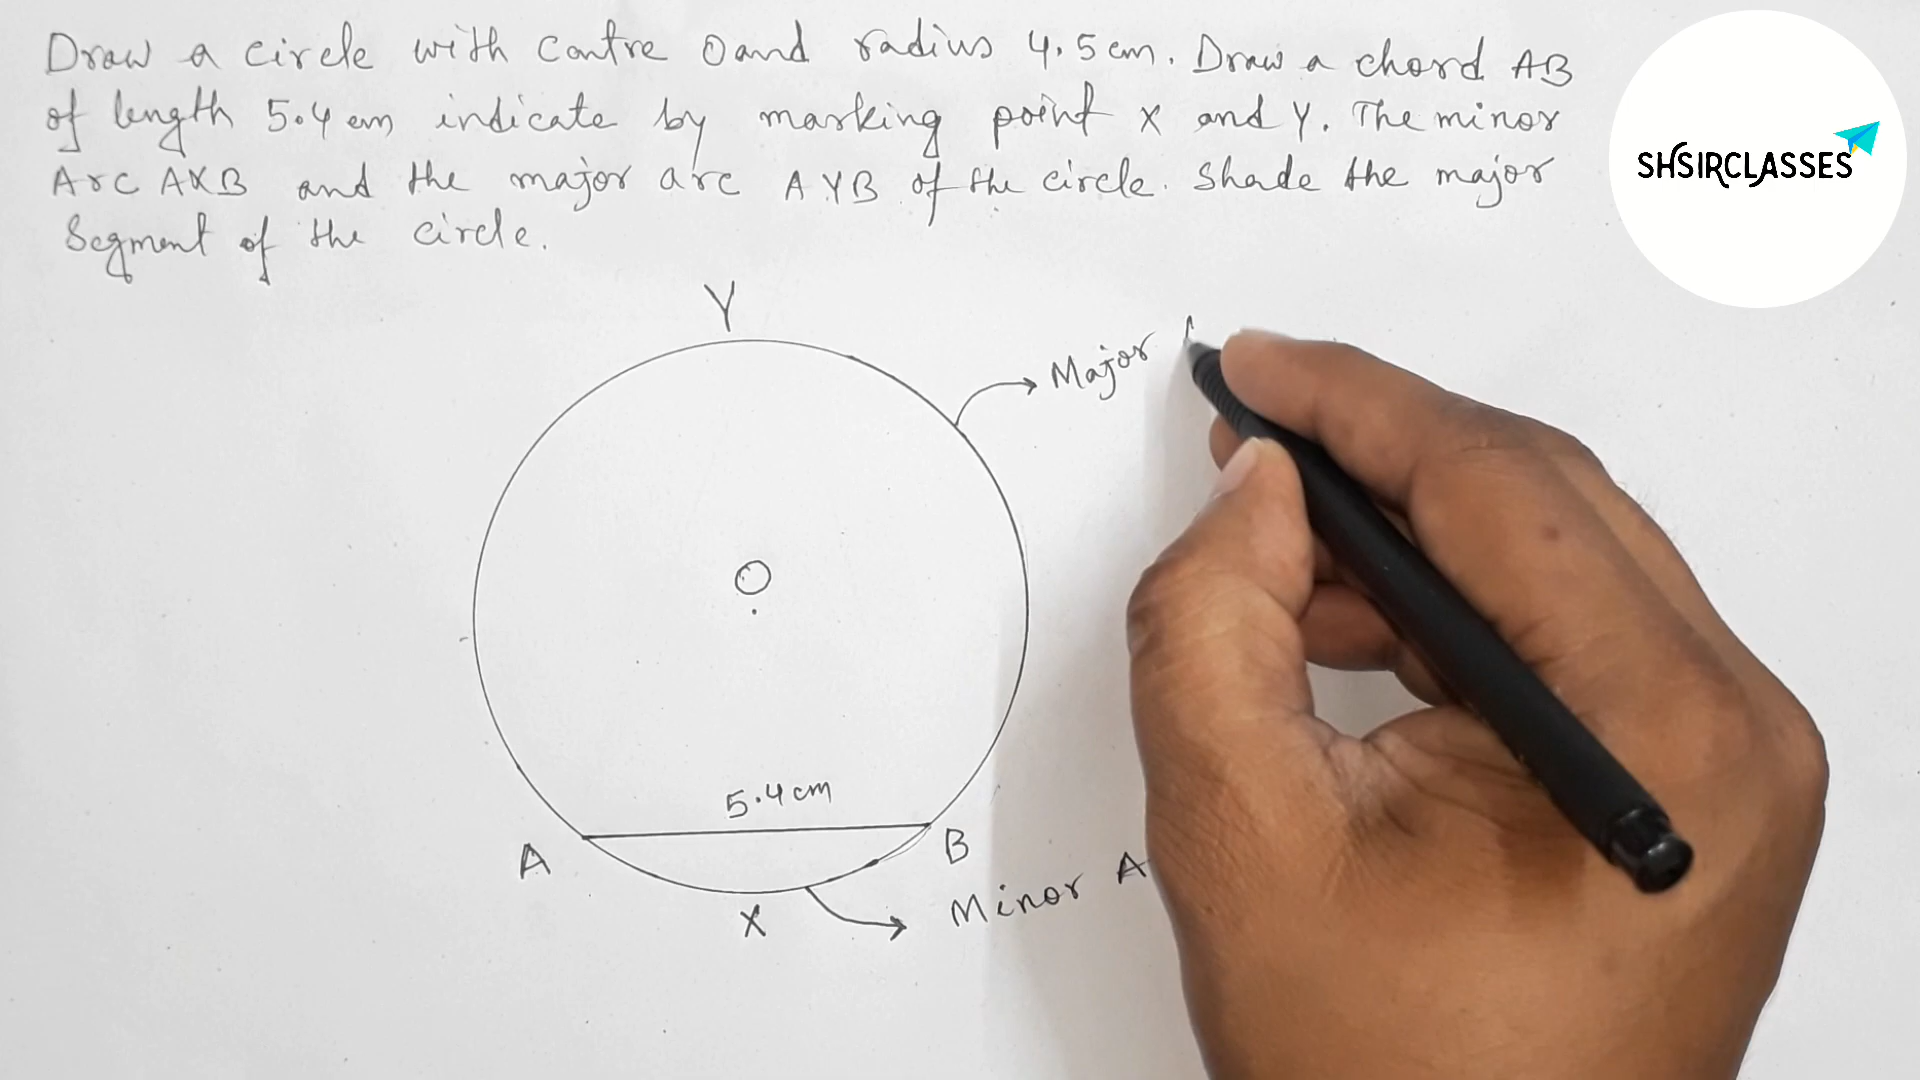 Draw a circle with Centre O and radius 4.5 cm. Draw a chord AB
of length 5.4 cm indicate by marking point X and Y. The minor
Arc AXB and the major arc AYB of the circle. Shade the major
Segment of the circle.
SHSIRCLASSES
Y
Major A
O
5.4 cm
A
B
Minor A
X